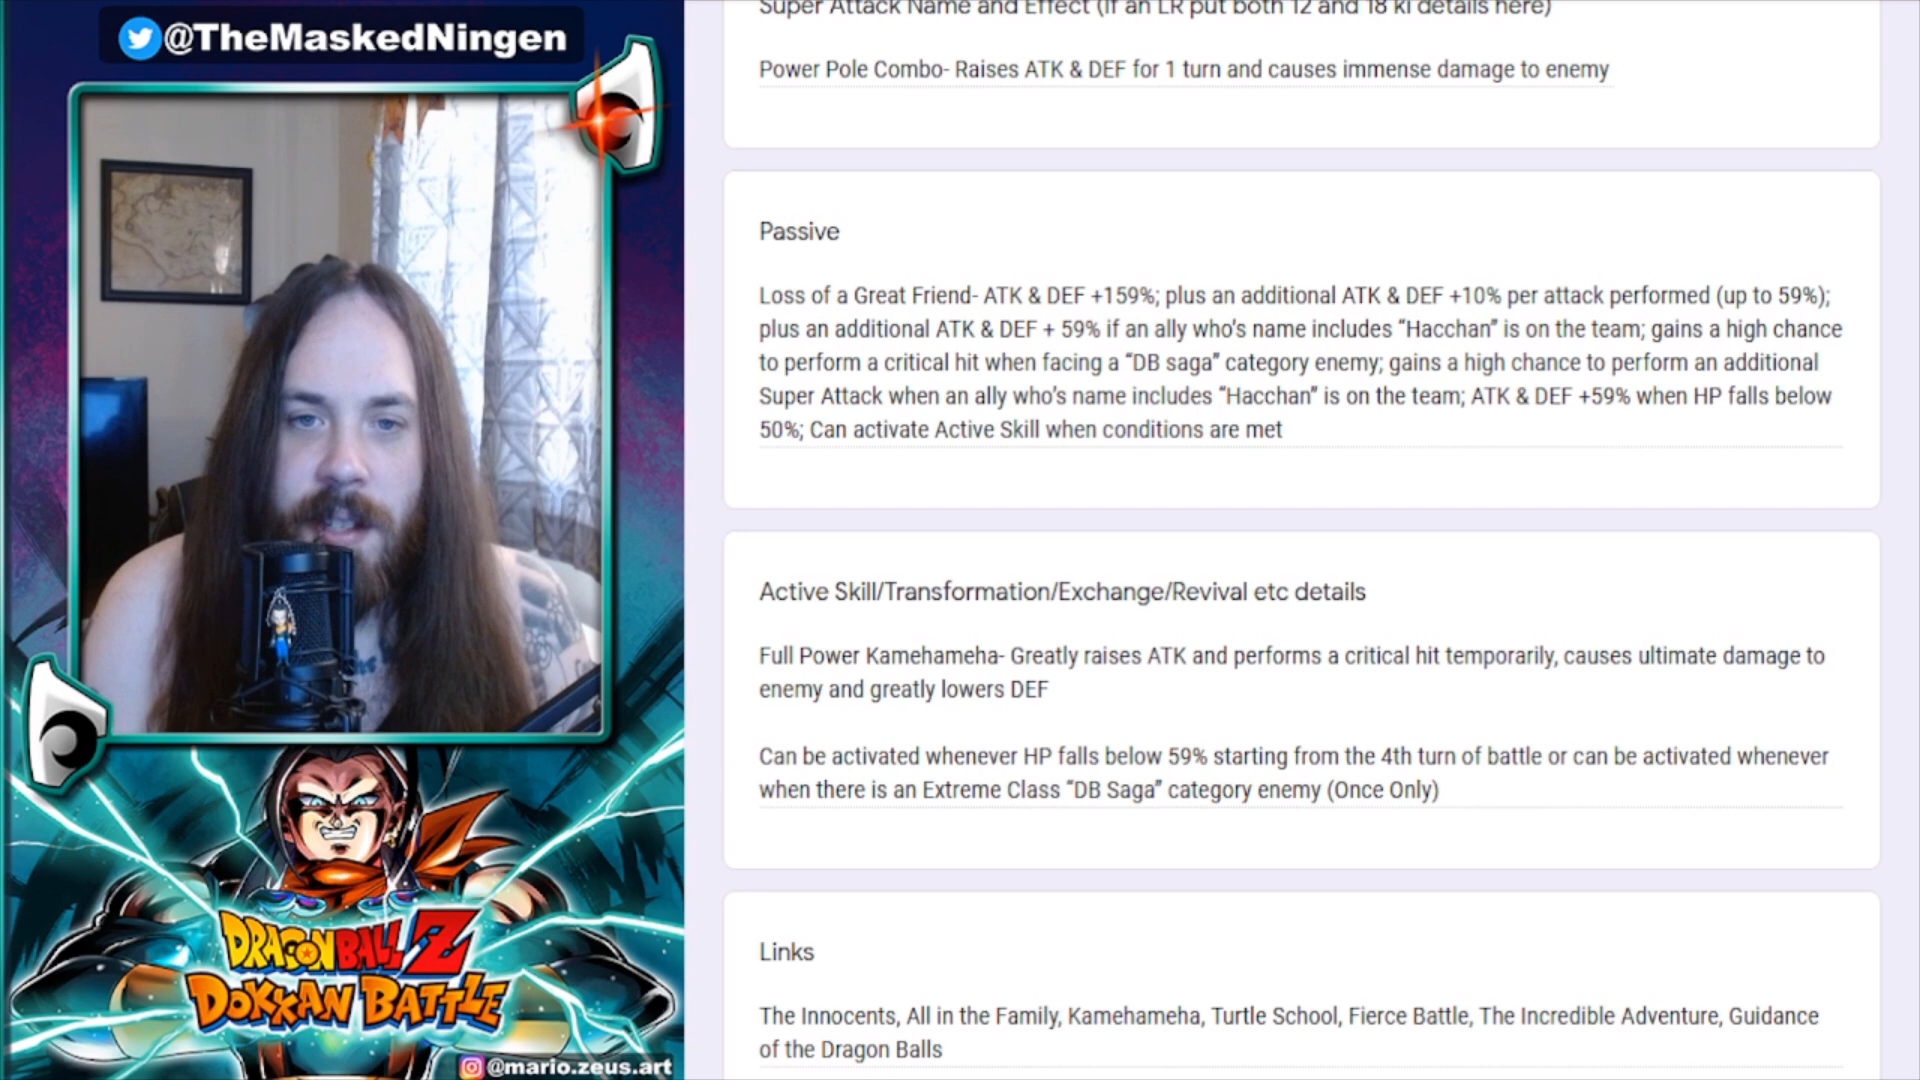 @TheMaskedNingen
Super Attack Name and Effect (If an LR put both 12 and 18 ki details here)
Power Pole Combo- Raises ATK & DEF for 1 turn and causes immense damage to enemy
Passive
Loss of a Great Friend- ATK & DEF +159%; plus an additional ATK & DEF +10% per attack performed (up to 59%);
plus an additional ATK & DEF + 59% if an ally who’s name includes “Hacchan” is on the team; gains a high chance
to perform a critical hit when facing a “DB saga” category enemy; gains a high chance to perform an additional
Super Attack when an ally who’s name includes “Hacchan” is on the team; ATK & DEF +59% when HP falls below
50%; Can activate Active Skill when conditions are met
Active Skill/Transformation/Exchange/Revival etc details
Full Power Kamehameha- Greatly raises ATK and performs a critical hit temporarily, causes ultimate damage to
enemy and greatly lowers DEF
Can be activated whenever HP falls below 59% starting from the 4th turn of battle or can be activated whenever
when there is an Extreme Class “DB Saga” category enemy (Once Only)
Links
The Innocents, All in the Family, Kamehameha, Turtle School, Fierce Battle, The Incredible Adventure, Guidance
of the Dragon Balls
DRAGON BALL Z
DOKKAN BATTLE
@mario.zeus.art